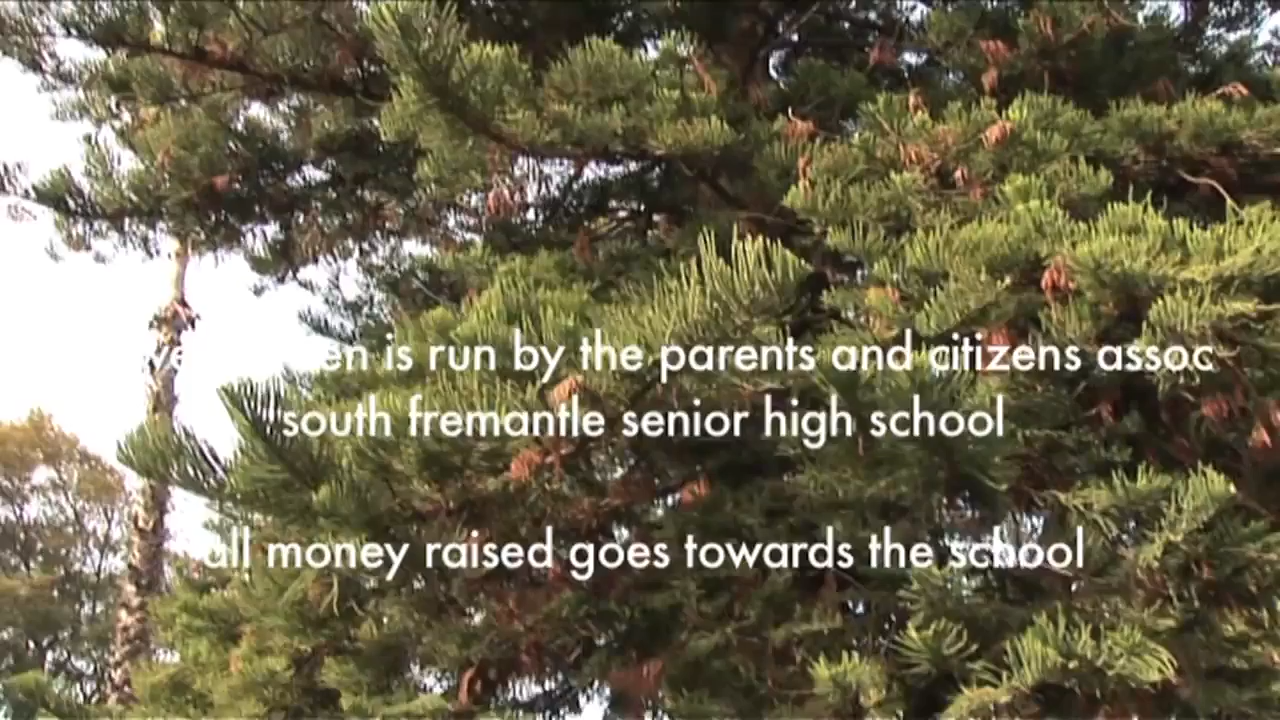 is run by the parents and citizens assoc
south fremantle senior high school
all money raised goes towards the school